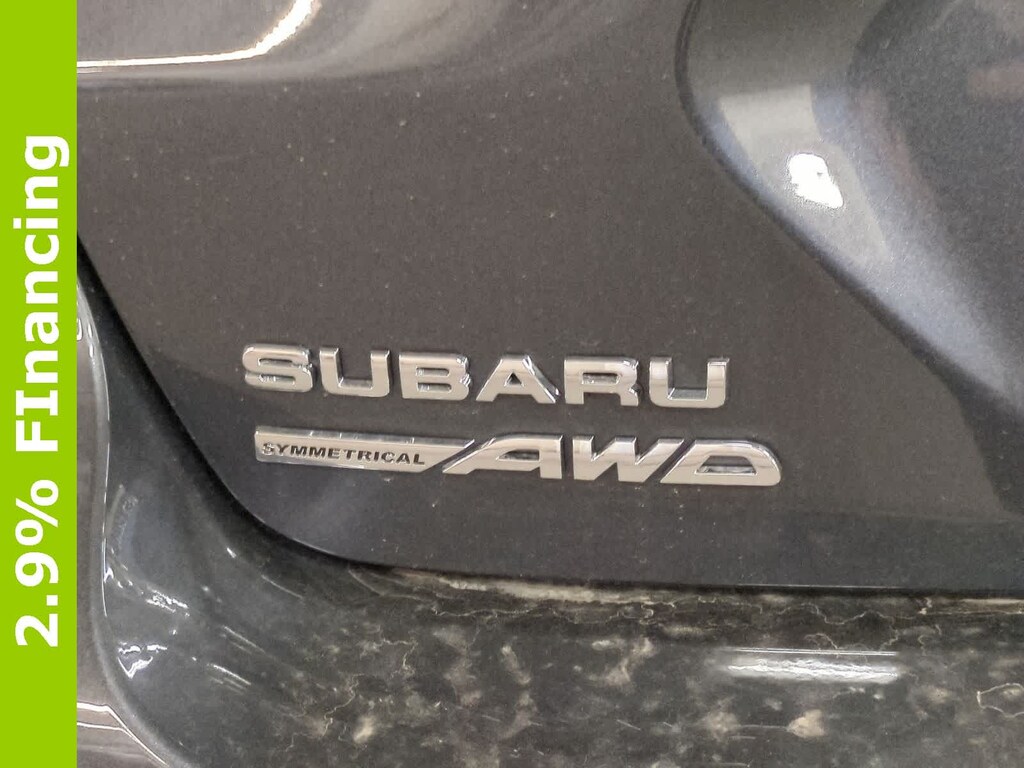 2.9% FInancing
SUBARU
SYMMETRICAL AWD